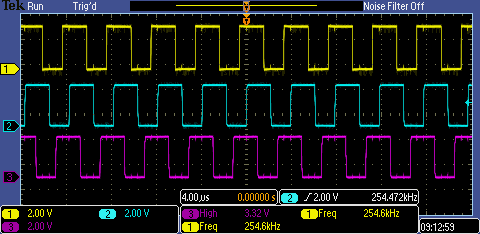 Tek Run Trig'd Noise Filter Off
1
2
3
4.00µs 0.00000 s 2 2.00 V 254.472kHz
1 2.00 V 2 2.00 V 3 High 3.92 V 1 Freq 254.6kHz
3 2.00 V 1 Freq 254.6kHz 09:12:59